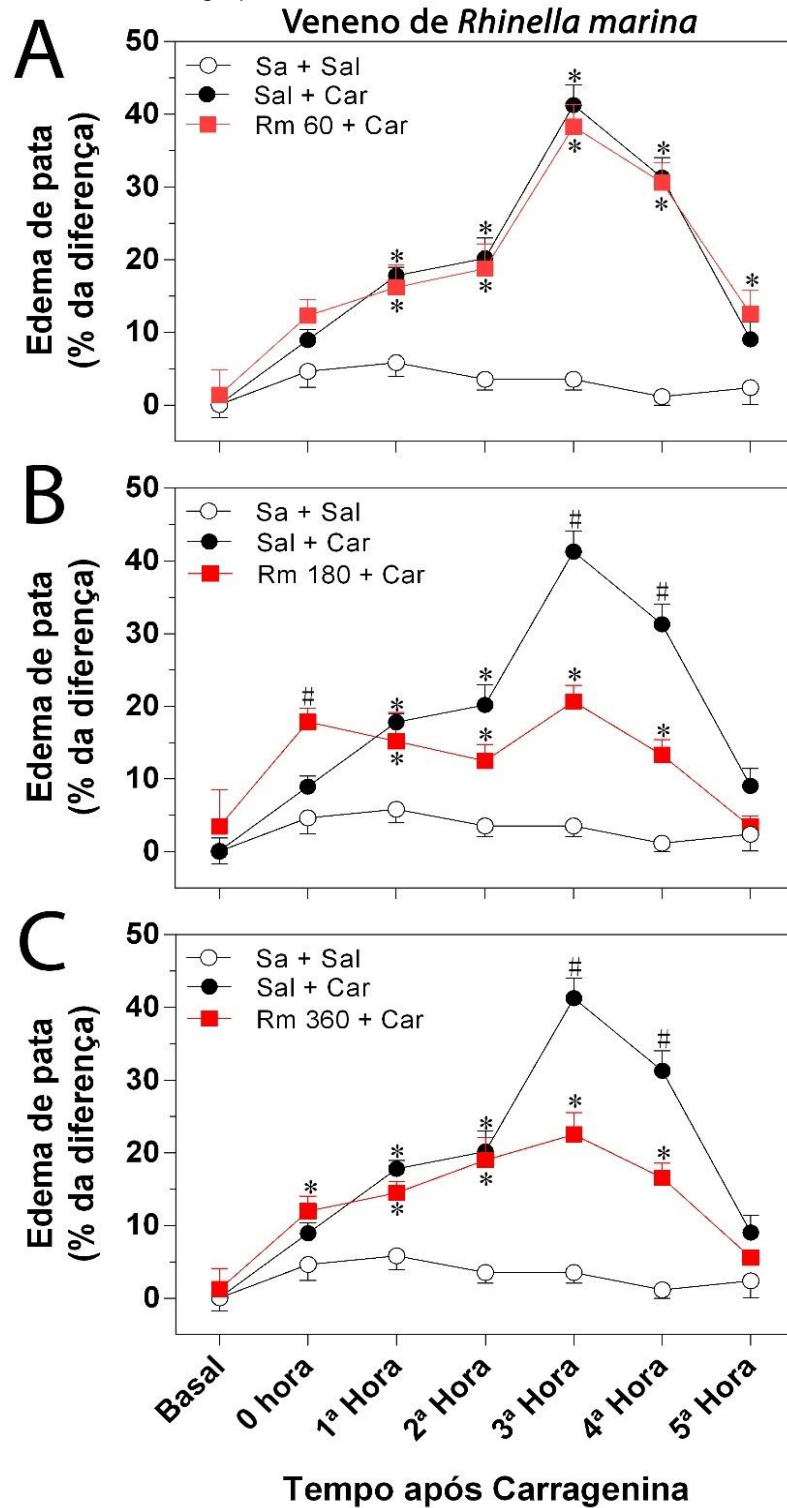 Veneno de Rhinella marina
A
50
40
30
20
10
0
Edema de pata
(% da diferença)
Sa + Sal
Sal + Car
Rm 60 + Car
*
*
*
*
*
*
*
*
*
B
50
40
30
20
10
0
Edema de pata
(% da diferença)
Sa + Sal
Sal + Car
Rm 180 + Car
#
*
*
*
*
#
*
#
*
C
50
40
30
20
10
0
Edema de pata
(% da diferença)
Sa + Sal
Sal + Car
Rm 360 + Car
*
*
*
*
*
#
*
#
*
Basal
0 hora
1ª Hora
2ª Hora
3ª Hora
4ª Hora
5ª Hora
Tempo após Carragenina